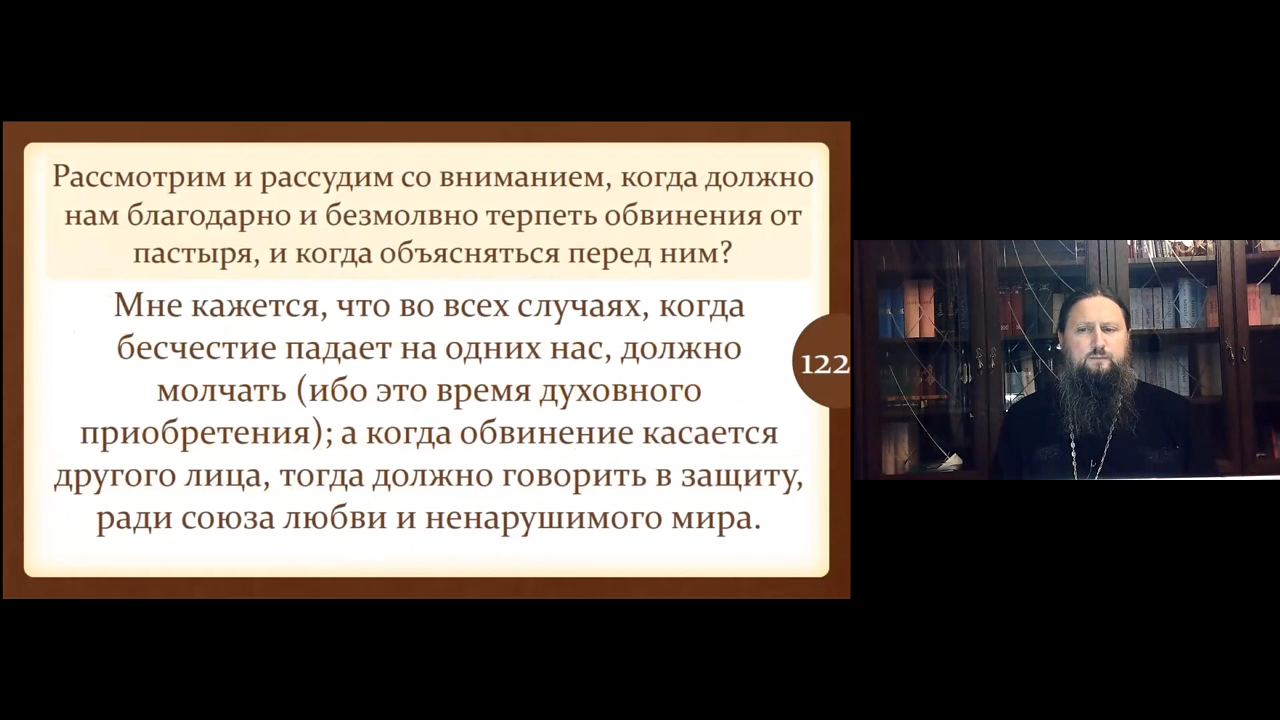 Рассмотрим и рассудим со вниманием, когда должно
нам благодарно и безмолвно терпеть обвинения от
пастыря, и когда объясняться перед ним?
Мне кажется, что во всех случаях, когда
бесчестие падает на одних нас, должно
молчать (ибо это время духовного
приобретения); а когда обвинение касается
другого лица, тогда должно говорить в защиту,
ради союза любви и ненарушимого мира.
122